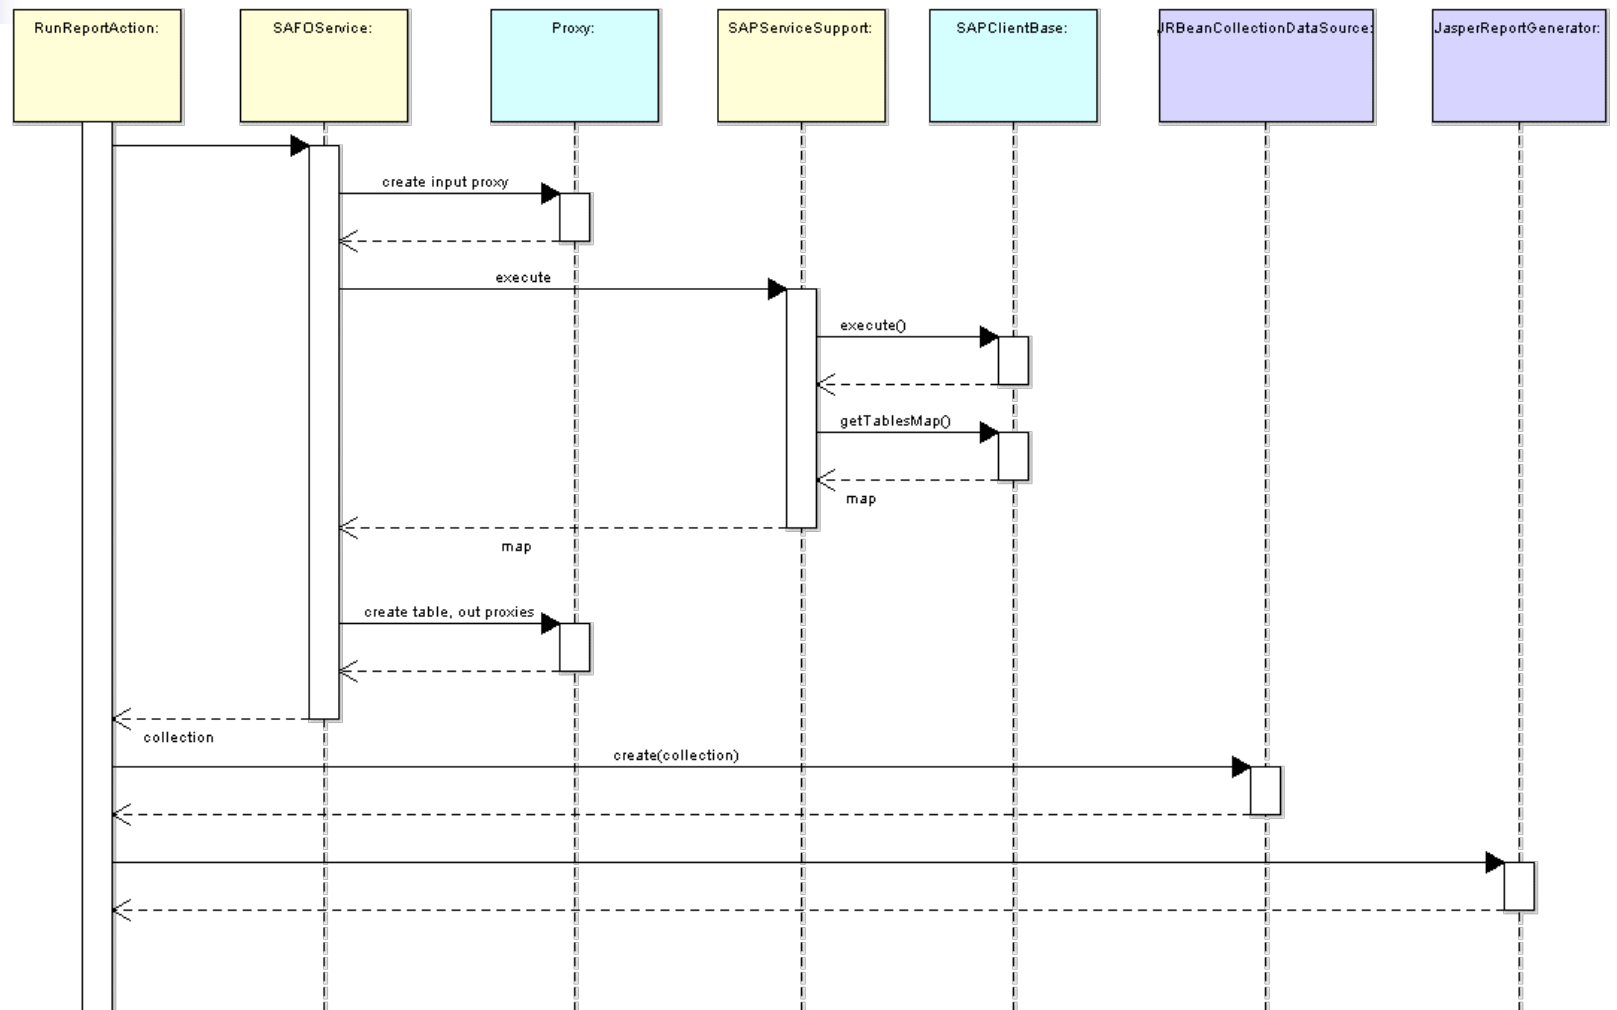 RunReportAction:
SAFOService:
Proxy:
SAPServiceSupport:
SAPClientBase:
JRBeanCollectionDataSource:
JasperReportGenerator:
create input proxy
execute
execute()
getTablesMap()
map
map
create table, out proxies
collection
create(collection)